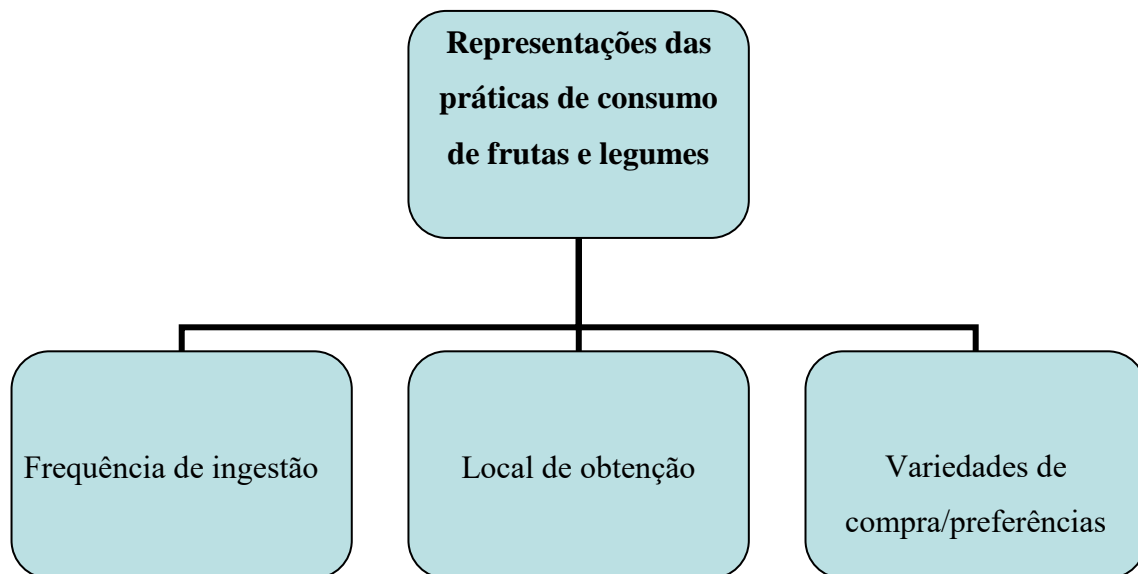 Representações das
práticas de consumo
de frutas e legumes
Frequência de ingestão
Local de obtenção
Variedades de
compra/preferências